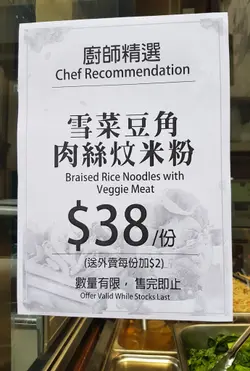 廚師精選
Chef Recommendation
雪菜豆角
肉絲炆米粉
Braised Rice Noodles with
Veggie Meat
$38/份
(送外賣每份加$2)
數量有限，售完即止
Offer Valid While Stocks Last